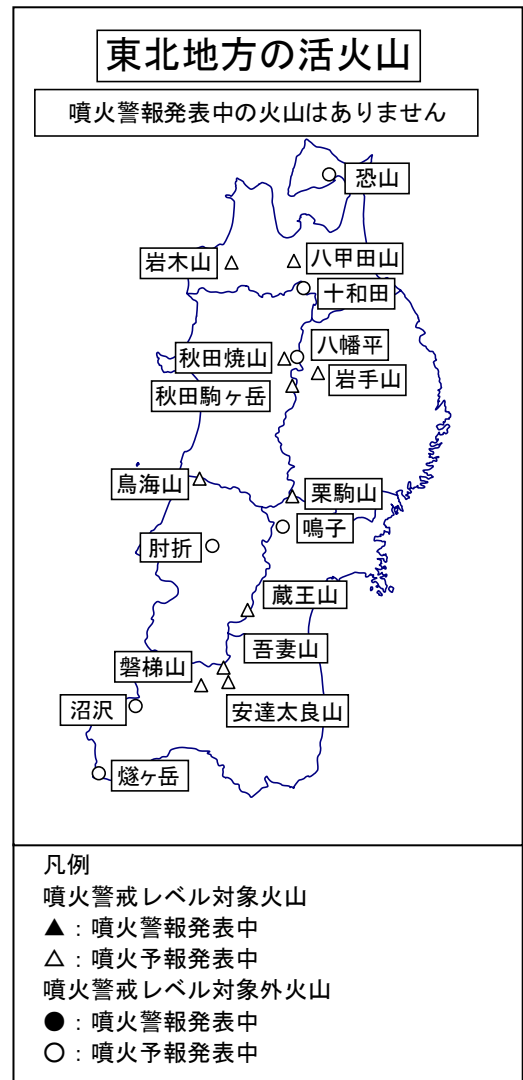 東北地方の活火山
噴火警報発表中の火山はありません
恐山
岩木山
八甲田山
十和田
八幡平
秋田焼山
岩手山
秋田駒ヶ岳
鳥海山
栗駒山
鳴子
肘折
蔵王山
吾妻山
磐梯山
沼沢
安達太良山
燧ヶ岳
凡例
噴火警戒レベル対象火山
▲：噴火警報発表中
△：噴火予報発表中
噴火警戒レベル対象外火山
●：噴火警報発表中
○：噴火予報発表中